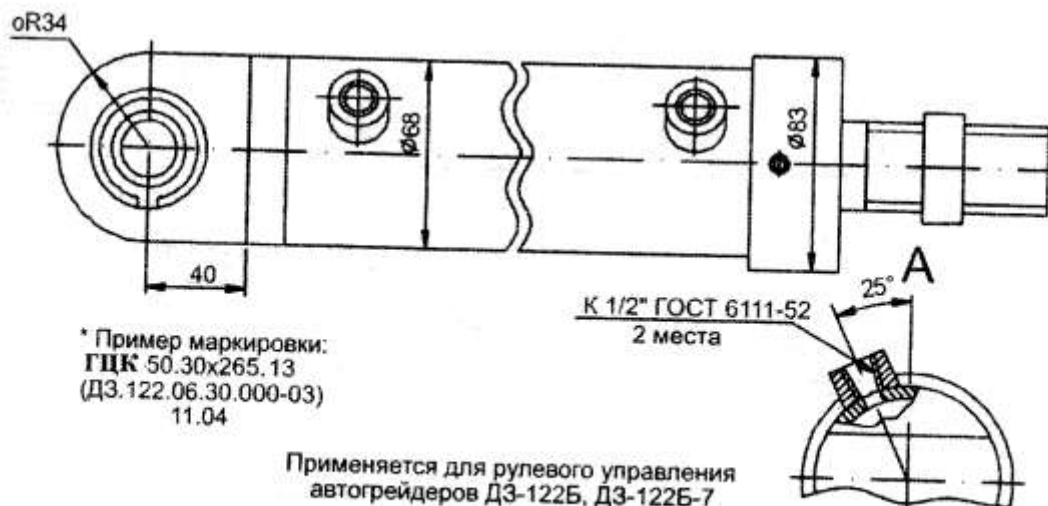 oR34
Ø68
Ø83
40
А
25°
К 1/2" ГОСТ 6111-52
2 места
* Пример маркировки:
ГЦК 50.30х265.13
(ДЗ.122.06.30.000-03)
11.04
Применяется для рулевого управления
автогрейдеров ДЗ-122Б, ДЗ-122Б-7